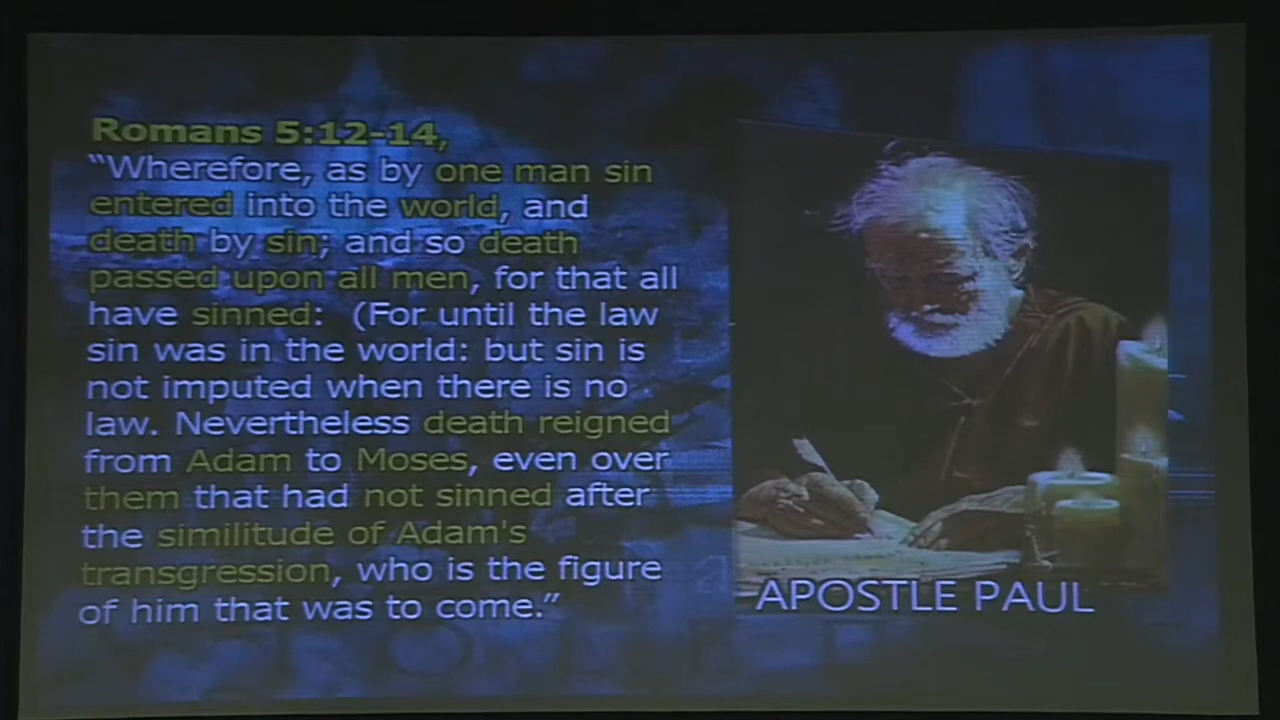 Romans 5:12-14,
“Wherefore, as by one man sin
entered into the world, and
death by sin; and so death
passed upon all men, for that all
have sinned: (For until the law
sin was in the world: but sin is
not imputed when there is no
law. Nevertheless death reigned
from Adam to Moses, even over
them that had not sinned after
the similitude of Adam's
transgression, who is the figure
of him that was to come.”
APOSTLE PAUL